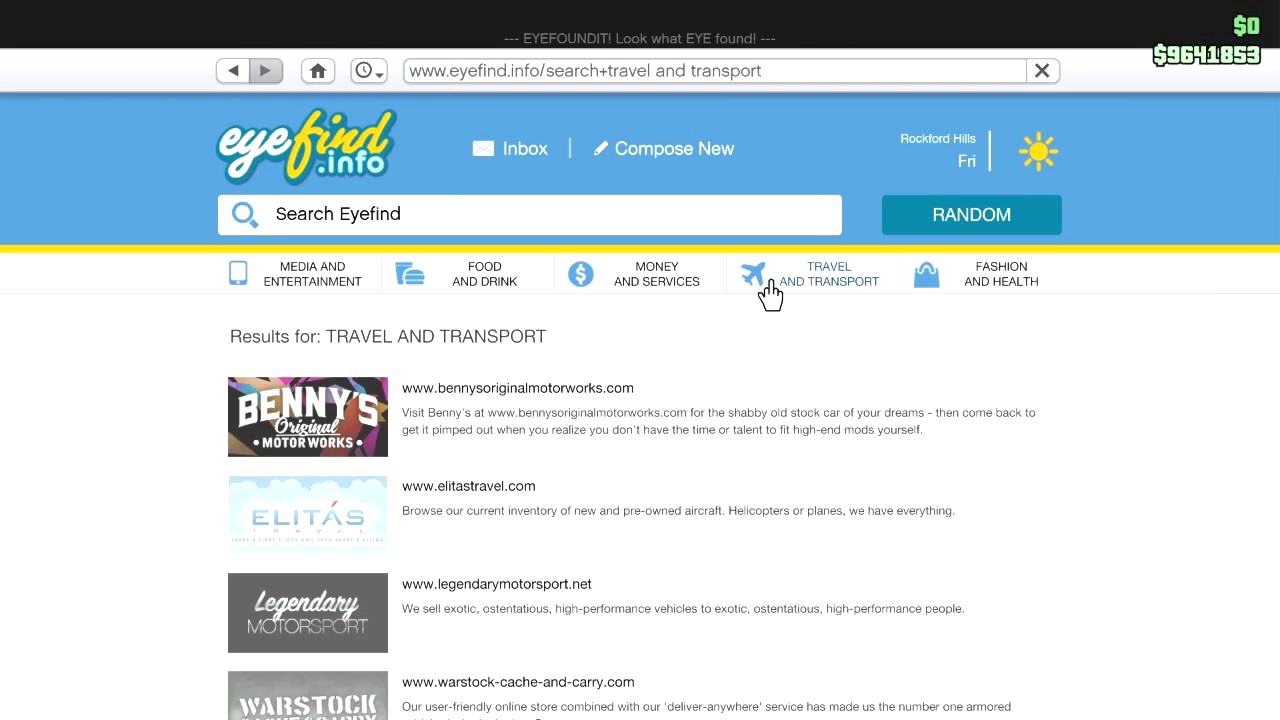 $0
--- EYEFOUNDIT! Look what EYE found! ---
$9641853
www.eyefind.info/search+travel and transport
eyefind
.info
Inbox
Compose New
Rockford Hills
Fri
Search Eyefind
RANDOM
MEDIA AND
ENTERTAINMENT
FOOD
AND DRINK
MONEY
AND SERVICES
TRAVEL
AND TRANSPORT
FASHION
AND HEALTH
Results for: TRAVEL AND TRANSPORT
BENNY'S
Original
• MOTOR WORKS •
www.bennysoriginalmotorworks.com
Visit Benny's at www.bennysoriginalmotorworks.com for the shabby old stock car of your dreams - then come back to
get it pimped out when you realize you don't have the time or talent to fit high-end mods yourself.
ELITÁS
TRAVEL
www.elitastravel.com
Browse our current inventory of new and pre-owned aircraft. Helicopters or planes, we have everything.
Legendary
MOTORSPORT
www.legendarymotorsport.net
We sell exotic, ostentatious, high-performance vehicles to exotic, ostentatious, high-performance people.
WARSTOCK
www.warstock-cache-and-carry.com
Our user-friendly online store combined with our 'deliver-anywhere' service has made us the number one armored